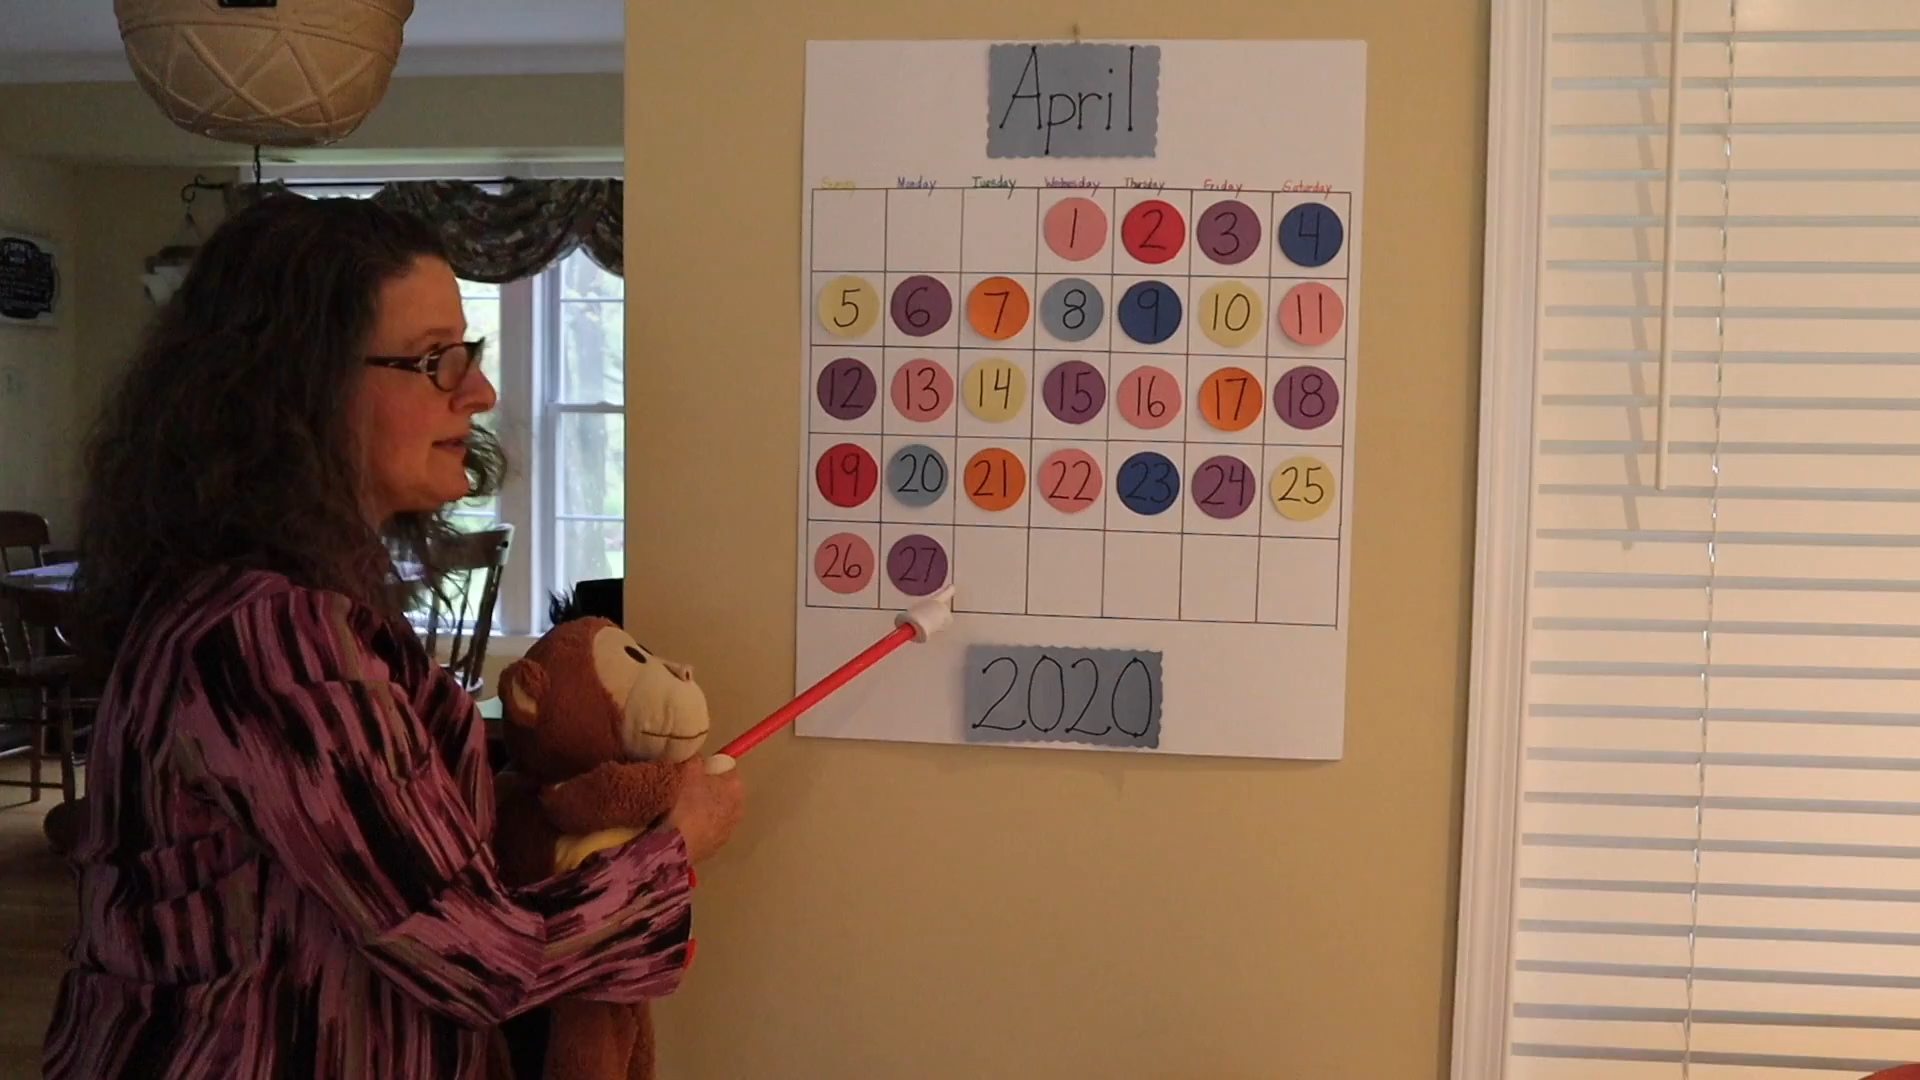 April
Sunday Monday Tuesday Wednesday Thursday Friday Saturday
1 2 3 4
5 6 7 8 9 10 11
12 13 14 15 16 17 18
19 20 21 22 23 24 25
26 27
2020